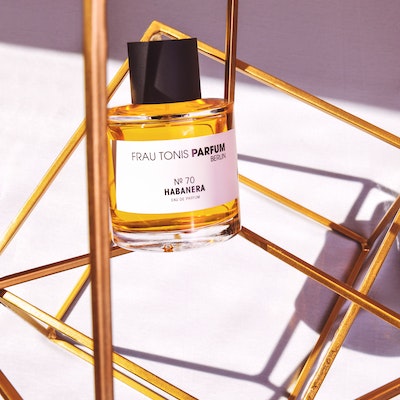 FRAU TONIS PARFUM
BERLIN
Nº 70
HABANERA
EAU DE PARFUM